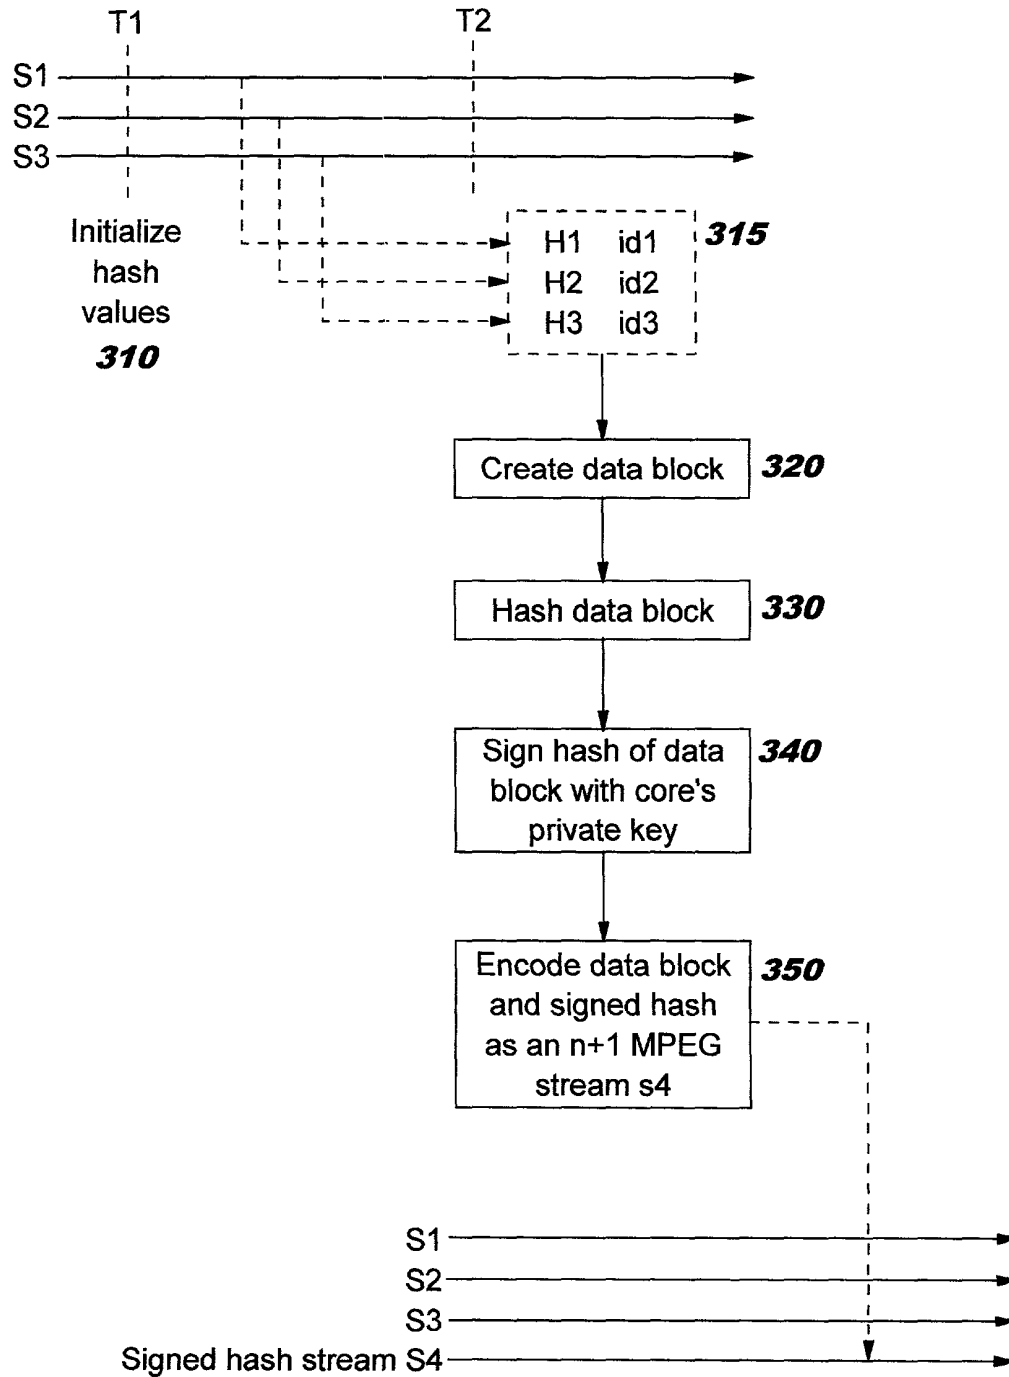 T1 T2
S1
S2
S3
Initialize
hash
values
310
H1 id1 315
H2 id2
H3 id3
Create data block 320
Hash data block 330
Sign hash of data 340
block with core's
private key
Encode data block 350
and signed hash
as an n+1 MPEG
stream s4
S1
S2
S3
Signed hash stream S4